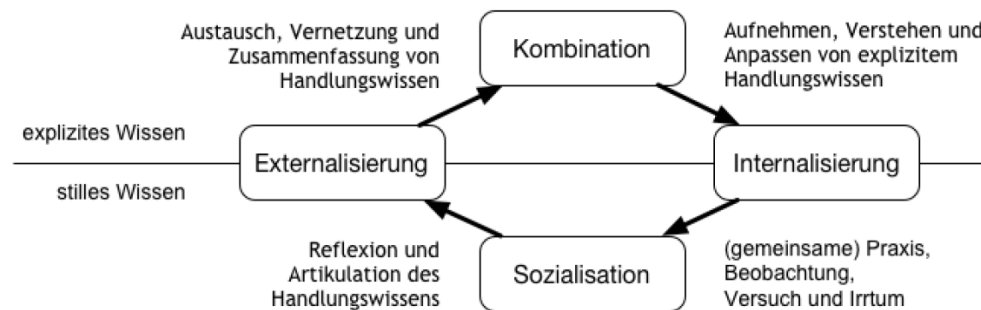 Austausch, Vernetzung und
Zusammenfassung von
Handlungswissen
Kombination
Aufnehmen, Verstehen und
Anpassen von explizitem
Handlungswissen
explizites Wissen
Externalisierung
Internalisierung
stilles Wissen
Reflexion und
Artikulation des
Handlungswissens
Sozialisation
(gemeinsame) Praxis,
Beobachtung,
Versuch und Irrtum